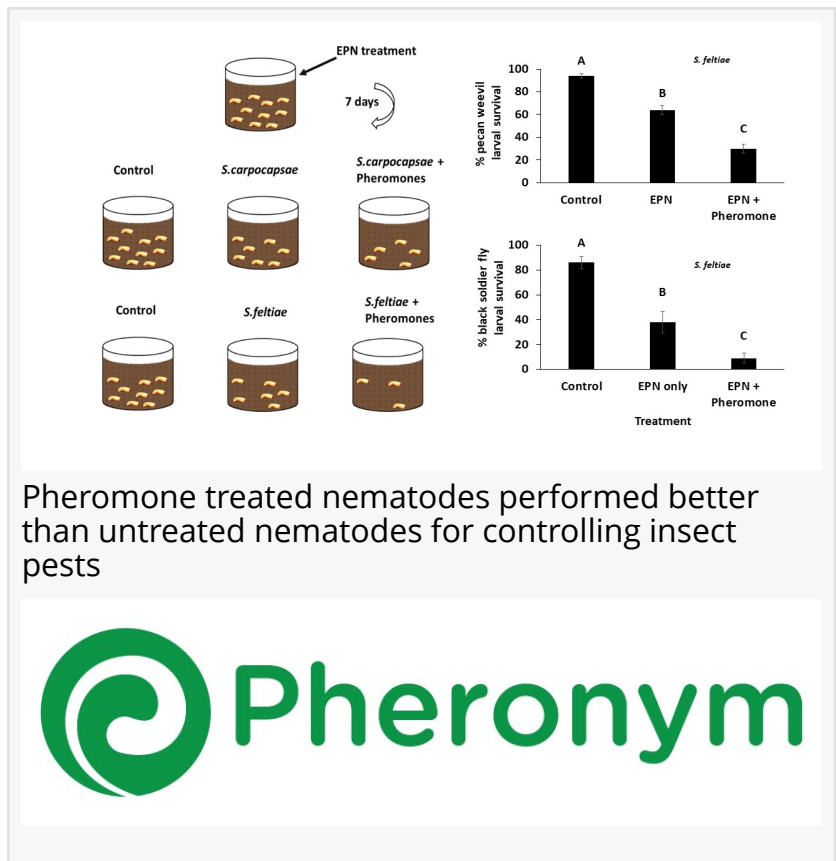 EPN treatment
7 days
Control
S.carpocapsae
S.carpocapsae +
Pheromones
Control
S.feltiae
S.feltiae +
Pheromones
S. feltiae
% pecan weevil
larval survival
100
80
60
40
20
0
A
B
C
Control
EPN
EPN +
Pheromone
S. feltiae
% black soldier fly
larval survival
100
80
60
40
20
0
A
B
C
Control
EPN only
EPN +
Pheromone
Treatment
Pheromone treated nematodes performed better
than untreated nematodes for controlling insect
pests
Pheronym